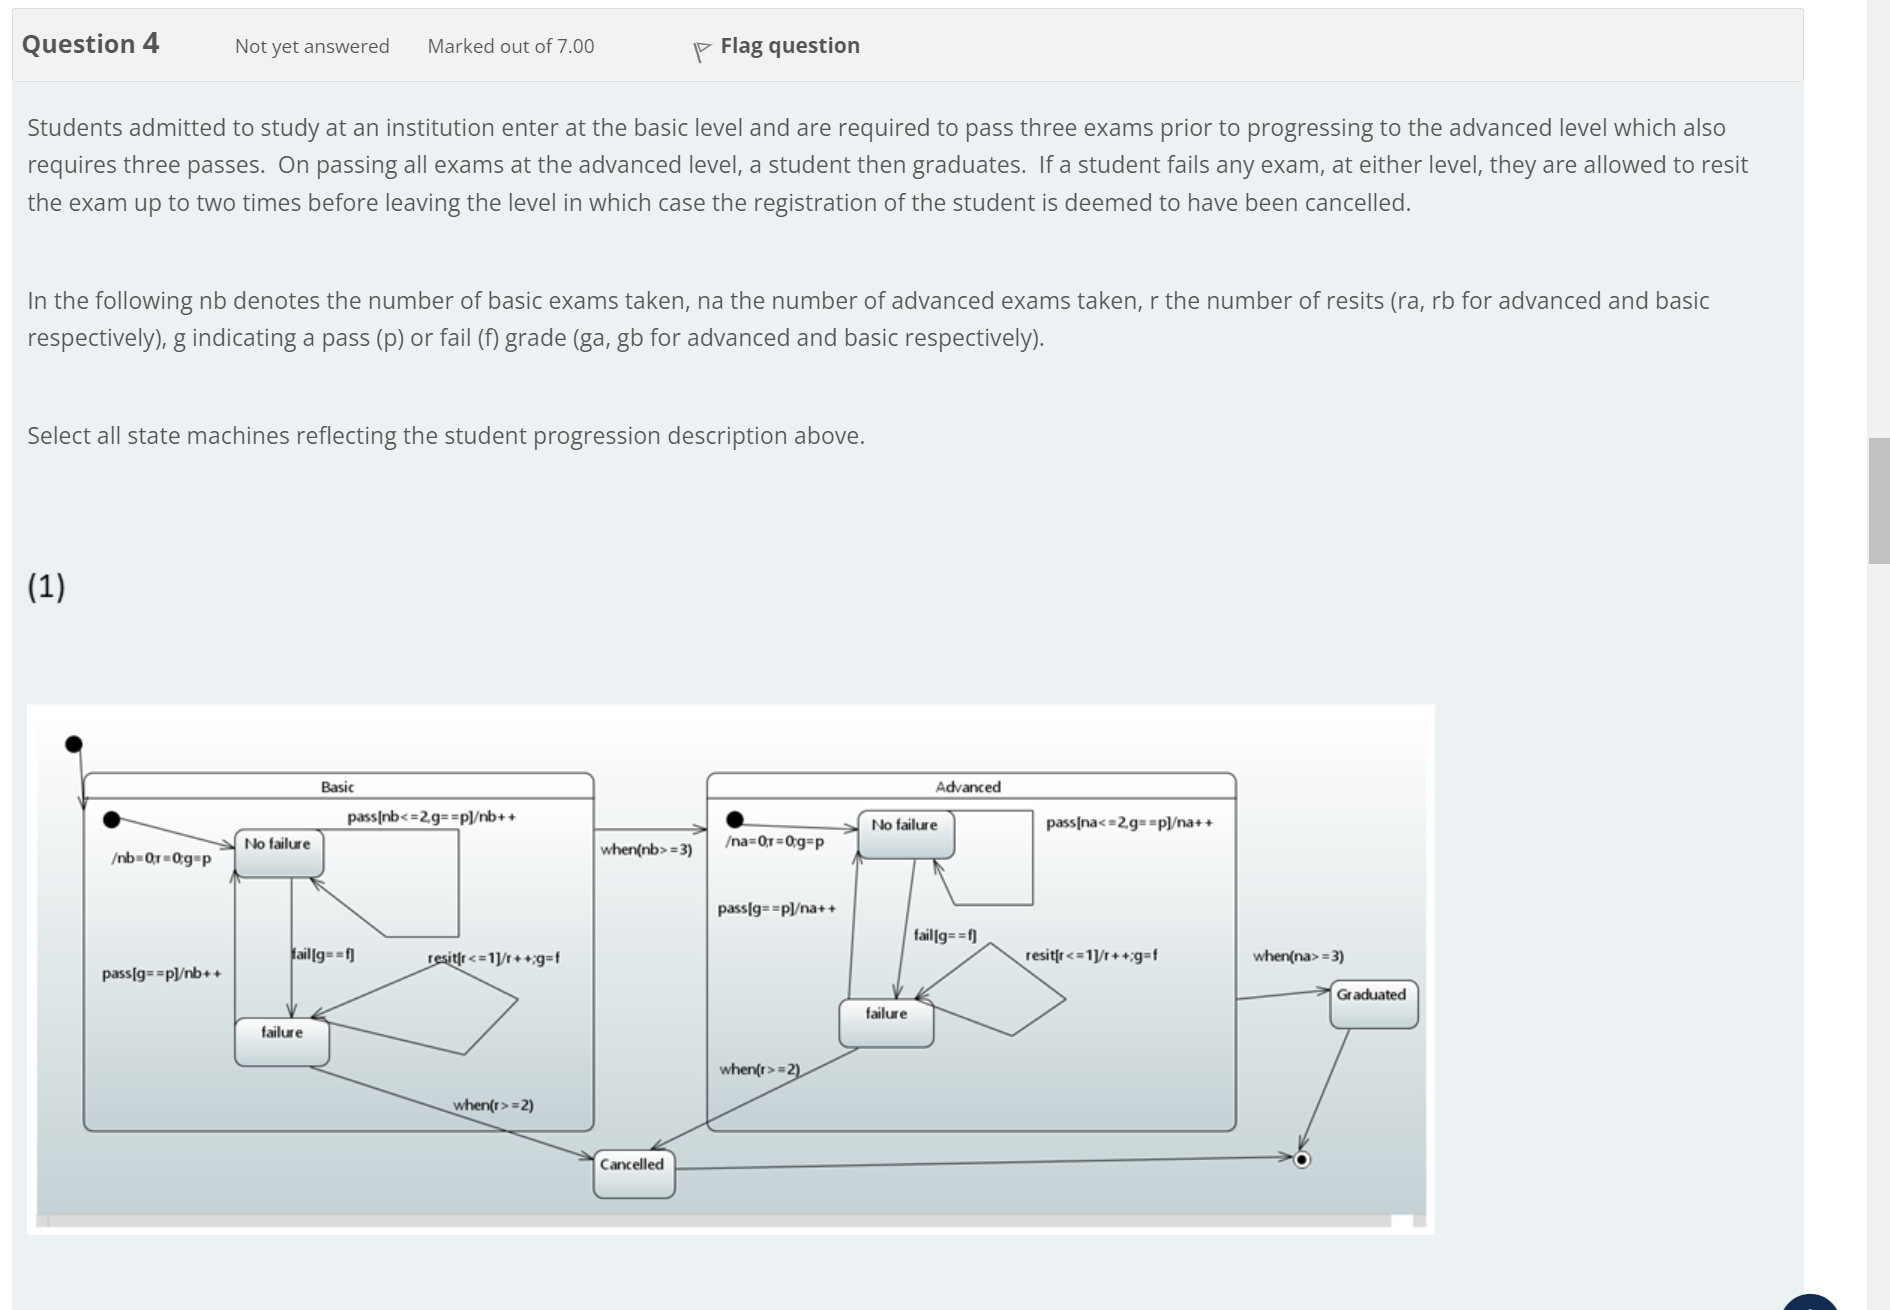 Question 4 Not yet answered Marked out of 7.00 Flag question
Students admitted to study at an institution enter at the basic level and are required to pass three exams prior to progressing to the advanced level which also
requires three passes.  On passing all exams at the advanced level, a student then graduates.  If a student fails any exam, at either level, they are allowed to resit
the exam up to two times before leaving the level in which case the registration of the student is deemed to have been cancelled.
In the following nb denotes the number of basic exams taken, na the number of advanced exams taken, r the number of resits (ra, rb for advanced and basic
respectively), g indicating a pass (p) or fail (f) grade (ga, gb for advanced and basic respectively).
Select all state machines reflecting the student progression description above.
(1)
Basic
pass[nb<=2,g==p]/nb++
No failure
/nb=0;r=0;g=p
fail[g==f]
resit[r<=1]/r++;g=f
pass[g==p]/nb++
failure
when(r>=2)
when(nb>=3)
Advanced
No failure
pass[na<=2,g==p]/na++
/na=0;r=0;g=p
pass[g==p]/na++
fail[g==f]
resit[r<=1]/r++;g=f
failure
when(r>=2)
when(na>=3)
Graduated
Cancelled